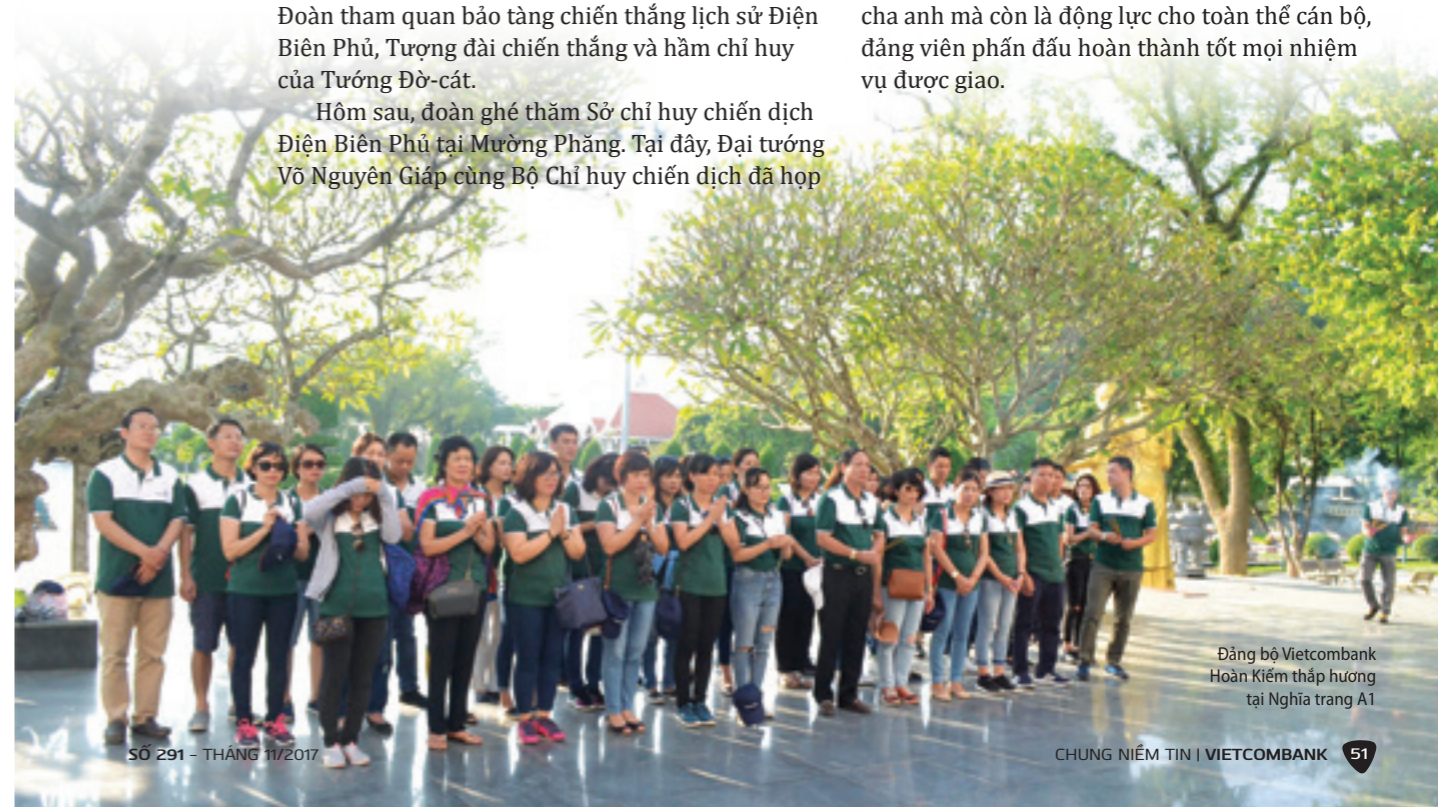 Đoàn tham quan bảo tàng chiến thắng lịch sử Điện
Biên Phủ, Tượng đài chiến thắng và hầm chỉ huy
của Tướng Đờ-cát.
Hôm sau, đoàn ghé thăm Sở chỉ huy chiến dịch
Điện Biên Phủ tại Mường Phăng. Tại đây, Đại tướng
Võ Nguyên Giáp cùng Bộ Chỉ huy chiến dịch đã họp
cha anh mà còn là động lực cho toàn thể cán bộ,
đảng viên phấn đấu hoàn thành tốt mọi nhiệm
vụ được giao.
Đảng bộ Vietcombank
Hoàn Kiếm thắp hương
tại Nghĩa trang A1
SỐ 291 – THÁNG 11/2017
CHUNG NIỀM TIN | VIETCOMBANK 51